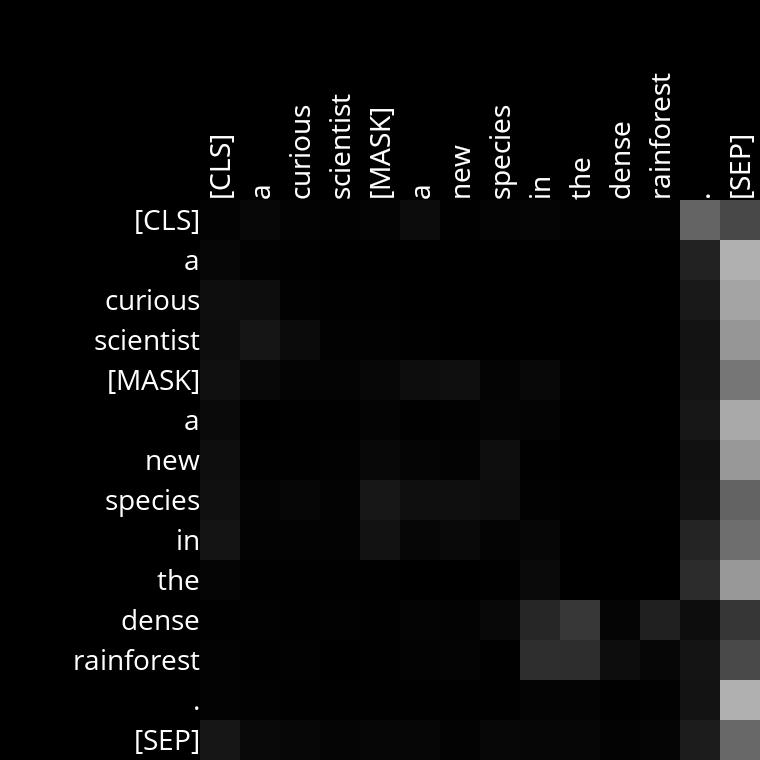 [CLS] a curious scientist [MASK] a new species in the dense rainforest . [SEP]
[CLS]
a
curious
scientist
[MASK]
a
new
species
in
the
dense
rainforest
.
[SEP]